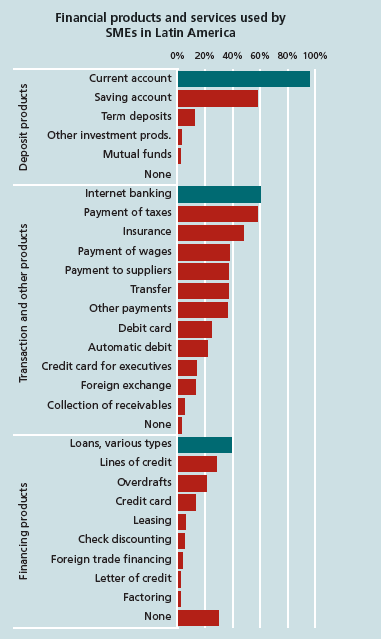 Financial products and services used by
SMEs in Latin America
0% 20% 40% 60% 80% 100%
Deposit products
Current account
Saving account
Term deposits
Other investment prods.
Mutual funds
None
Transaction and other products
Internet banking
Payment of taxes
Insurance
Payment of wages
Payment to suppliers
Transfer
Other payments
Debit card
Automatic debit
Credit card for executives
Foreign exchange
Collection of receivables
None
Financing products
Loans, various types
Lines of credit
Overdrafts
Credit card
Leasing
Check discounting
Foreign trade financing
Letter of credit
Factoring
None